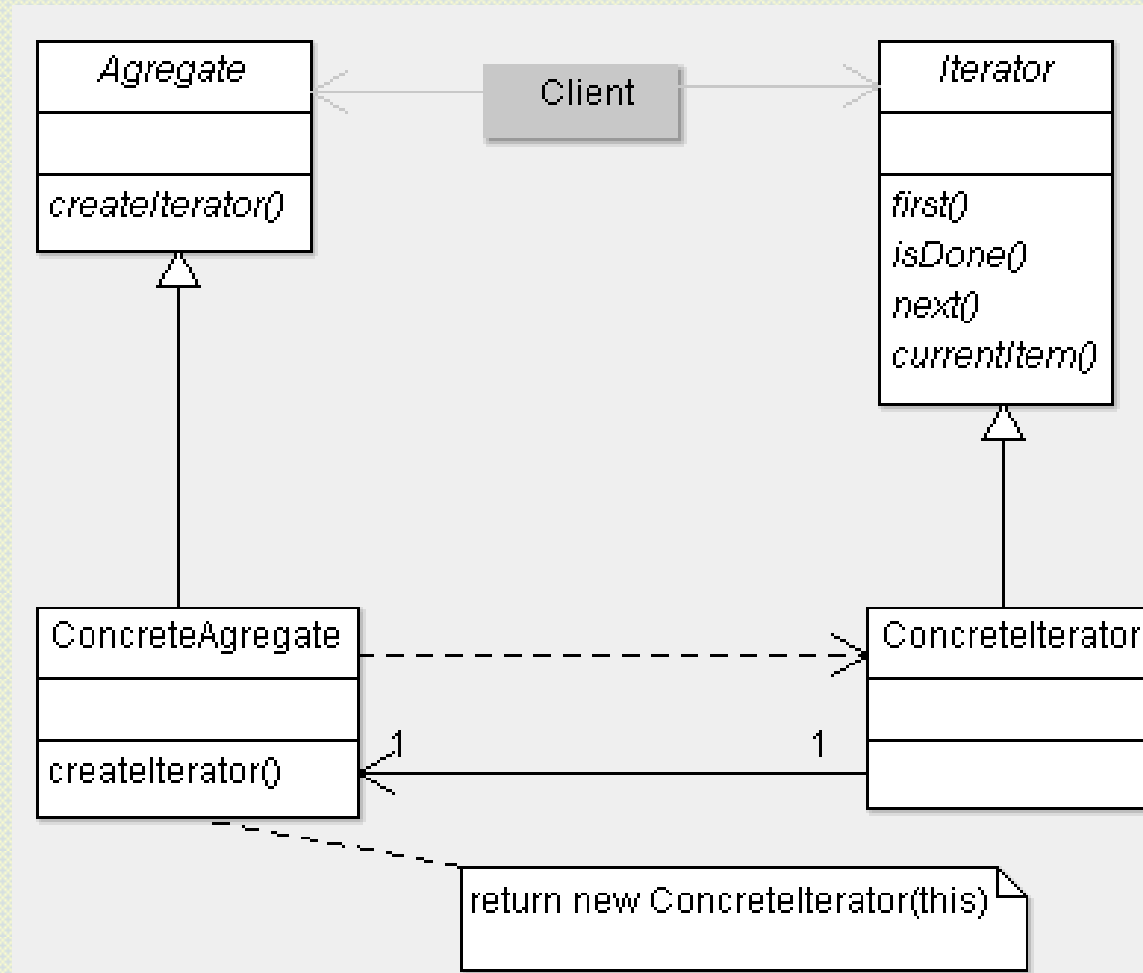 Agregate
createIterator()
Client
Iterator
first()
isDone()
next()
currentItem()
ConcreteAgregate
createIterator()
ConcreteIterator
1
1
return new ConcreteIterator(this)